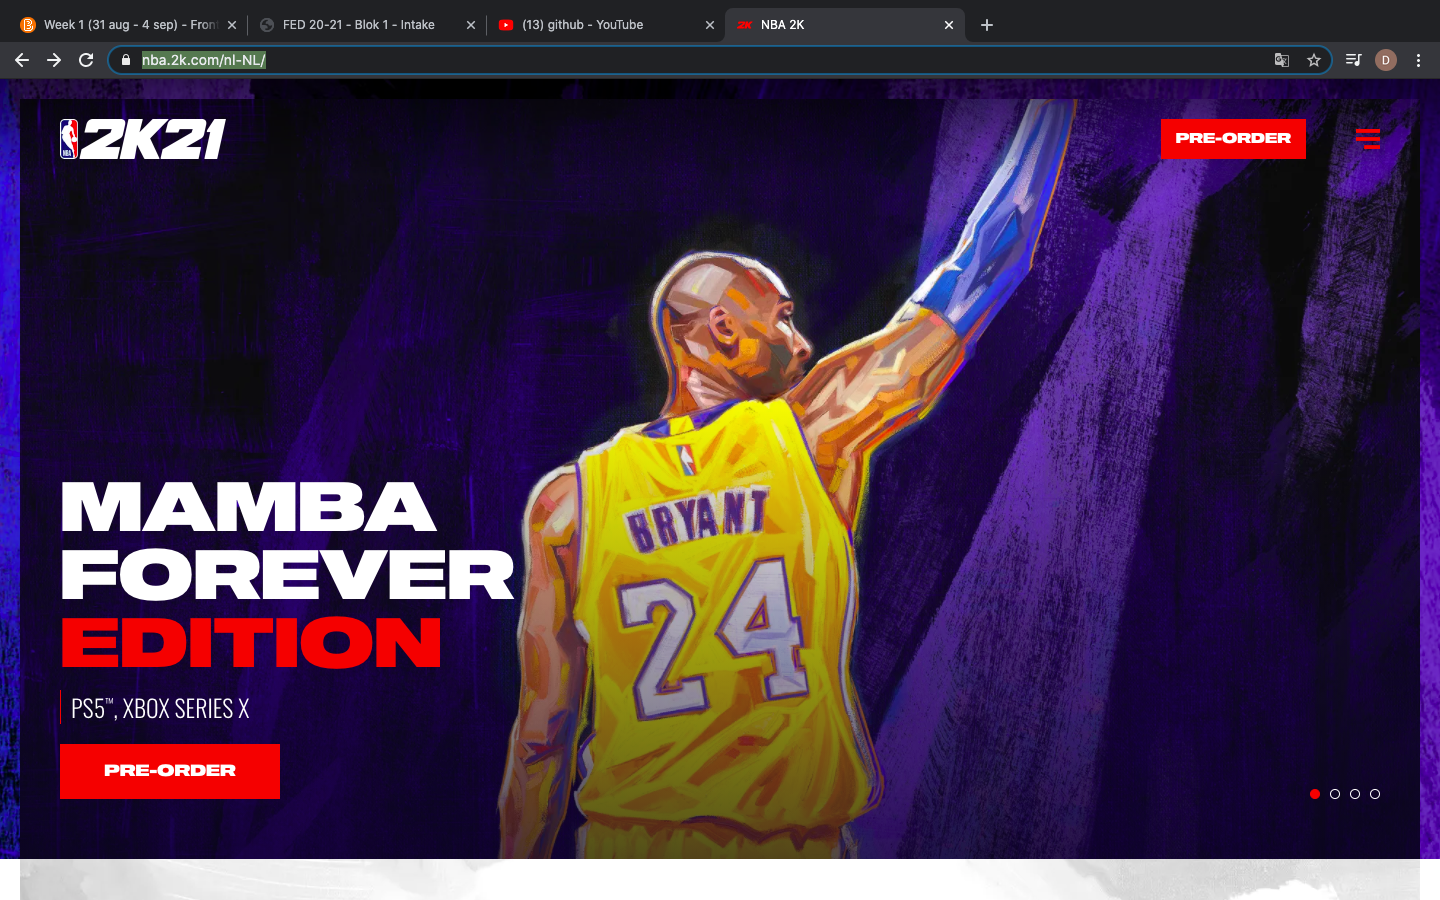 Week 1 (31 aug - 4 sep) - Fron
FED 20-21 - Blok 1 - Intake
(13) github - YouTube
2K NBA 2K
nba.2k.com/nl-NL/
D
NBA 2K21
PRE-ORDER
BRYANT
24
MAMBA
FOREVER
EDITION
PS5™, XBOX SERIES X
PRE-ORDER